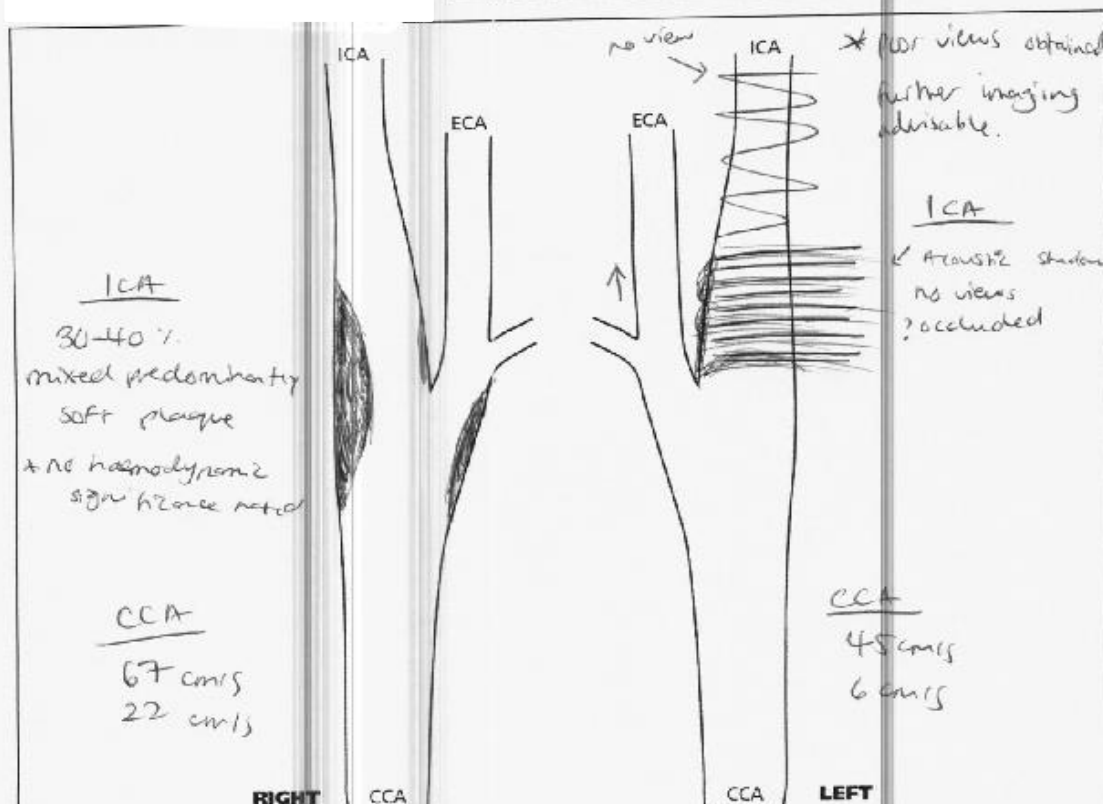 ICA
ECA
ICA
30-40%
mixed predominantly
soft plaque
* no haemodynamic
significance noted
CCA
67 cm/s
22 cm/s
RIGHT
CCA
no view
ICA
ECA
* Poor views obtained
further imaging
advisable.
ICA
Acoustic shadow
no views
? occluded
CCA
45 cm/s
6 cm/s
CCA
LEFT